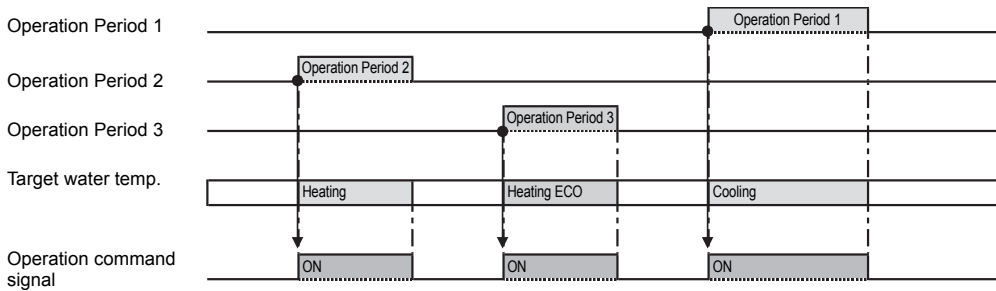 Operation Period 1
Operation Period 1
Operation Period 2
Operation Period 2
Operation Period 3
Operation Period 3
Target water temp.
Heating
Heating ECO
Cooling
Operation command
signal
ON
ON
ON